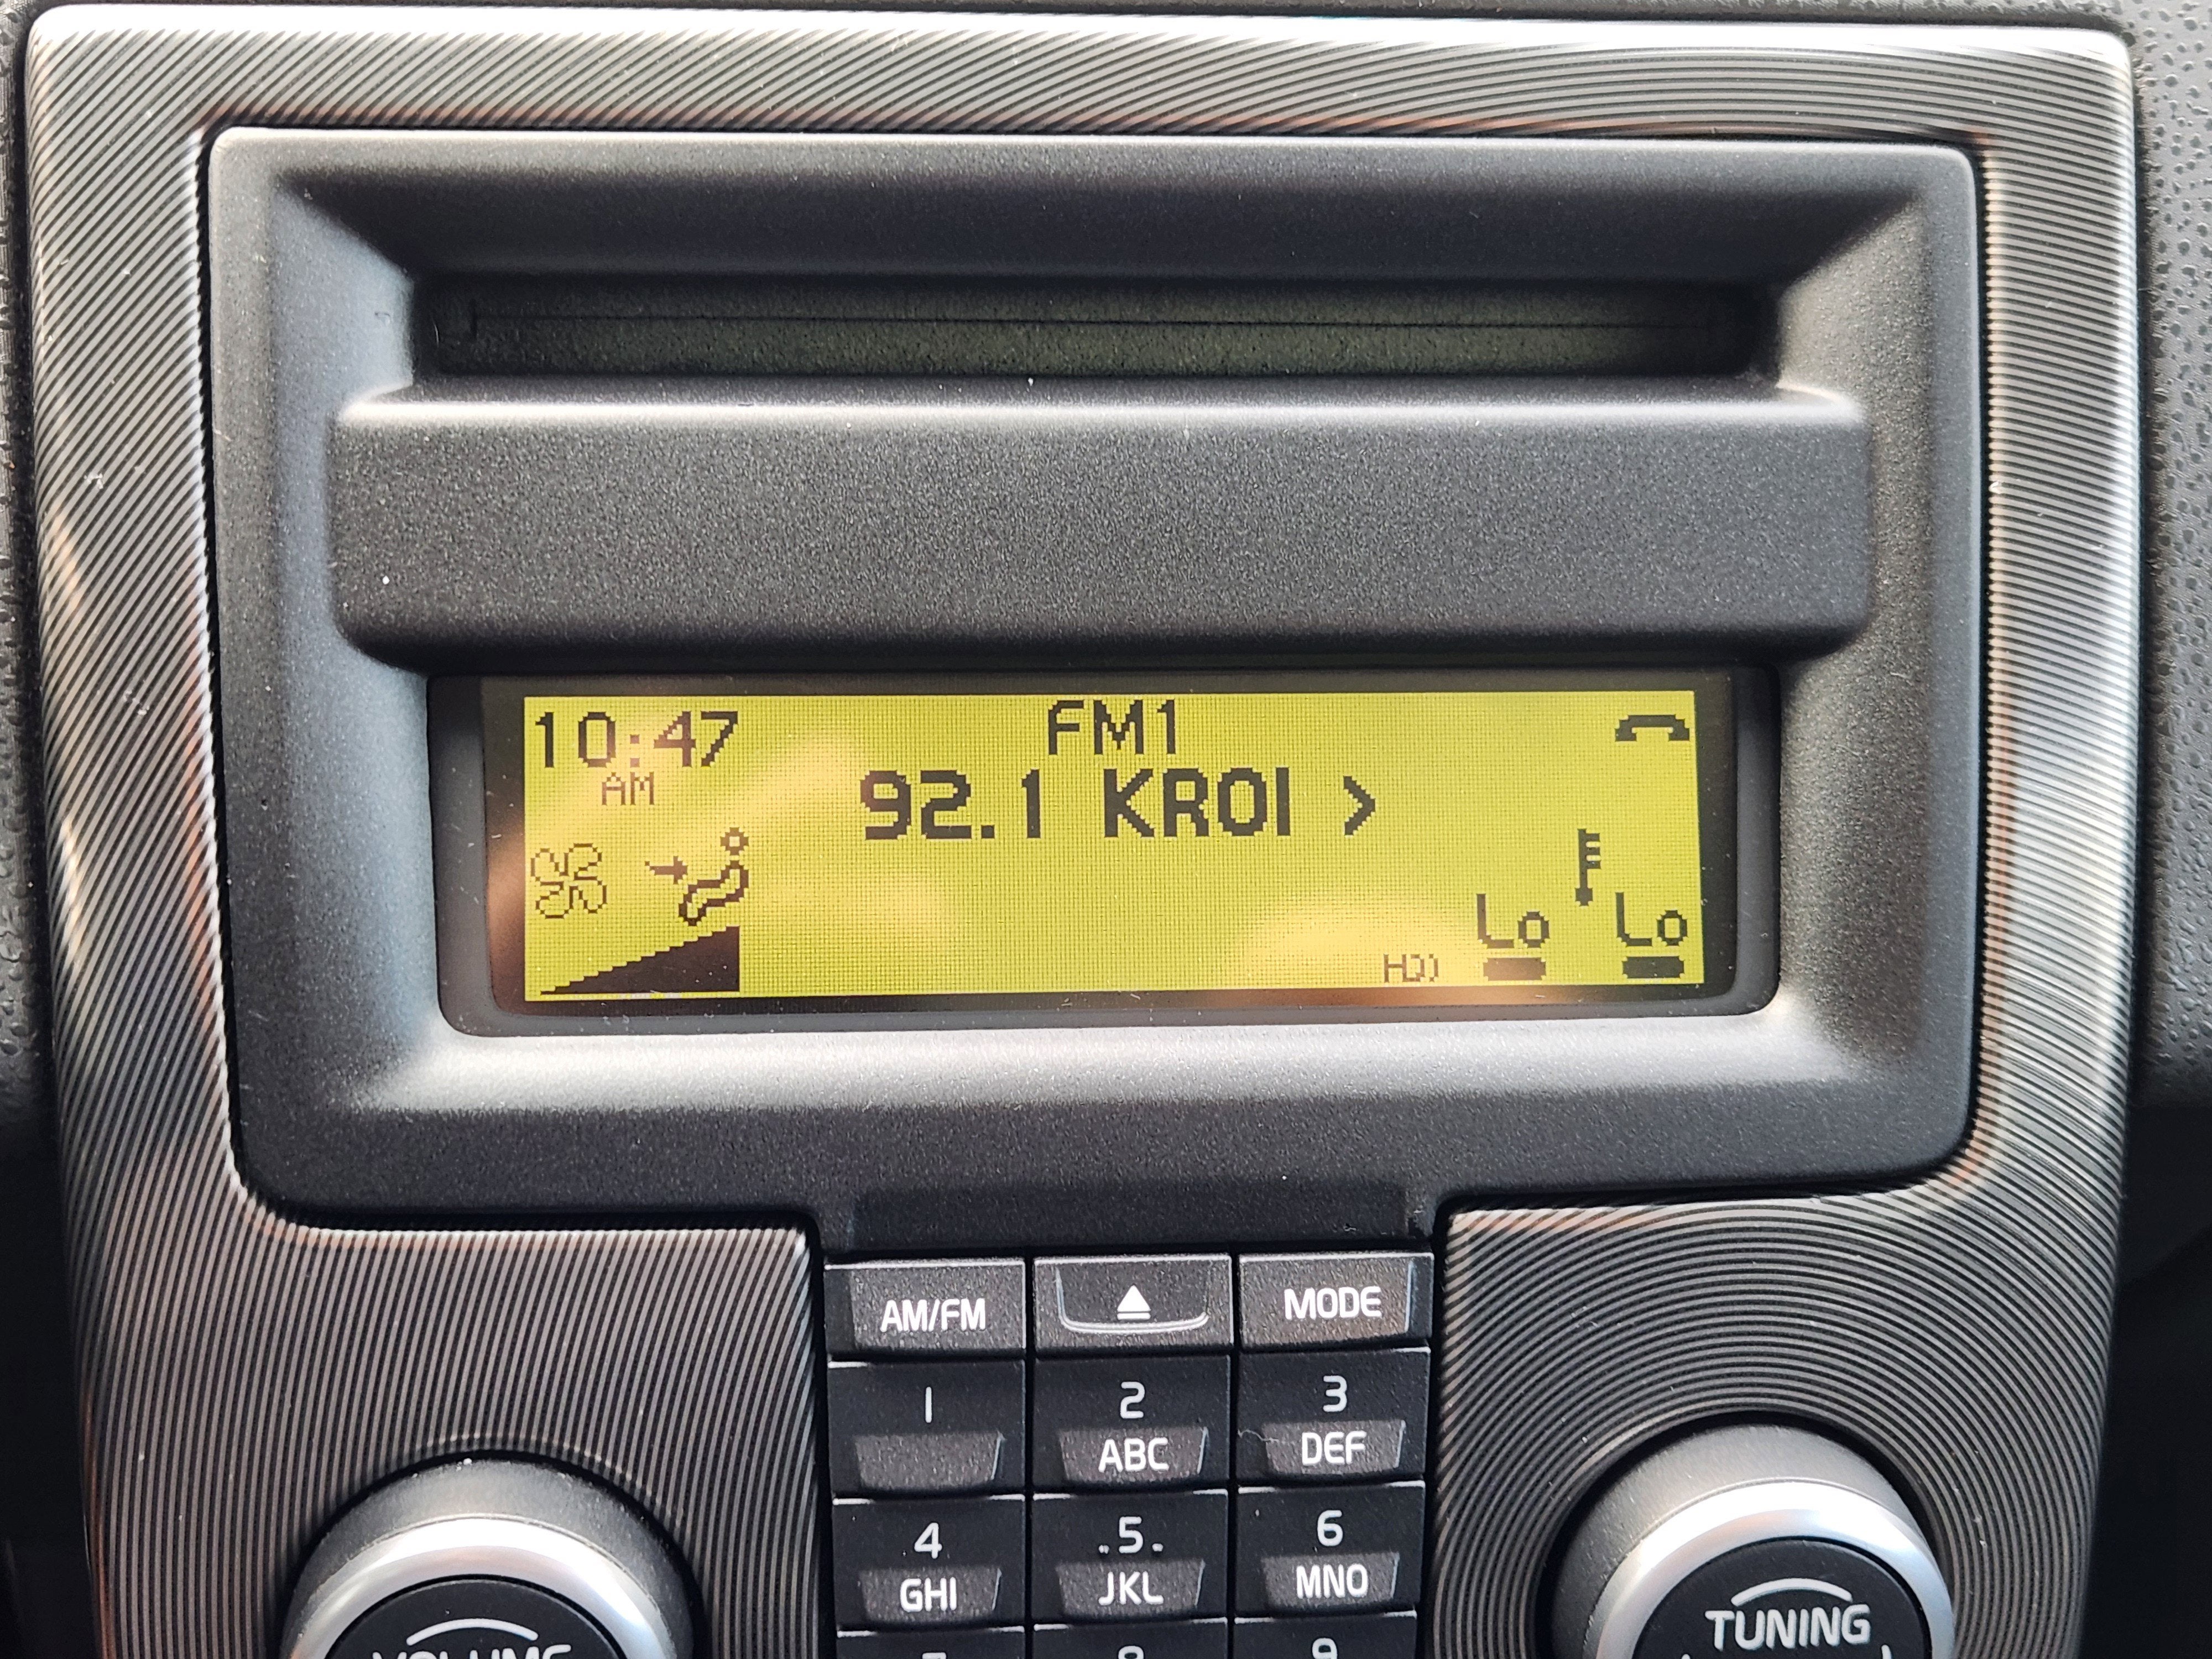 10:47
AM
FM1
92.1 KROI >
HD)
Lo
Lo
AM/FM
MODE
1
2
ABC
3
DEF
4
GHI
.5.
JKL
6
MNO
VOLUME
TUNING